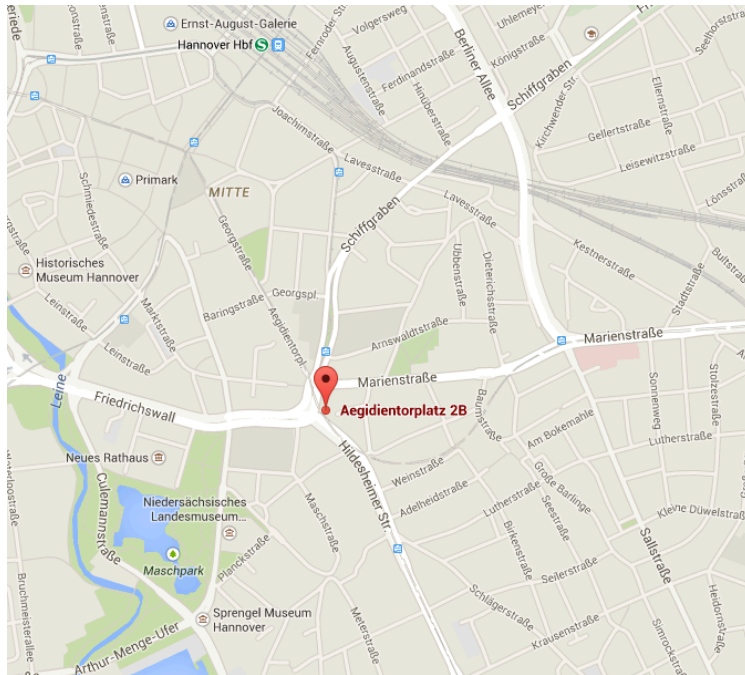 Ernst-August-Galerie
Hannover Hbf
S
Fernroder Str.
Volgersweg
Uhlemeyer
Augustenstraße
Ferdinandstraße
Hinüberstraße
Berliner Allee
Königstraße
Schiffgraben
Seelhorststraße
Kirchwender Str.
Ellernstraße
Gellertstraße
Leisewitzstraße
Lönsstraße
Joachimstraße
Lavesstraße
Lavesstraße
Primark
MITTE
Schmiedestraße
Georgstraße
Schiffgraben
Ubbenstraße
Dieterichsstraße
Kestnerstraße
Stadtstraße
Historisches
Museum Hannover
Leinstraße
Marktstraße
Baringstraße
Georgspl.
Aegidientorpl.
Arnswaldtstraße
Marienstraße
Leinstraße
Leine
Friedrichswall
Marienstraße
Aegidientorplatz 2B
Baumstraße
Am Bokemahle
Sonnenweg
Stolzestraße
Lutherstraße
Neues Rathaus
Culemannstraße
Hildesheimer Str.
Weinstraße
Große Barlinge
Adelheidstraße
Lutherstraße
Seestraße
Niedersächsisches
Landesmuseum...
Maschstraße
Birkenstraße
Kleine Düwelstraße
Sallstraße
Maschpark
Planckstraße
Seilerstraße
Bruchmeisterallee
Sprengel Museum
Hannover
Schlägerstraße
Krausenstraße
Heidornstraße
Simrockstraße
Arthur-Menge-Ufer